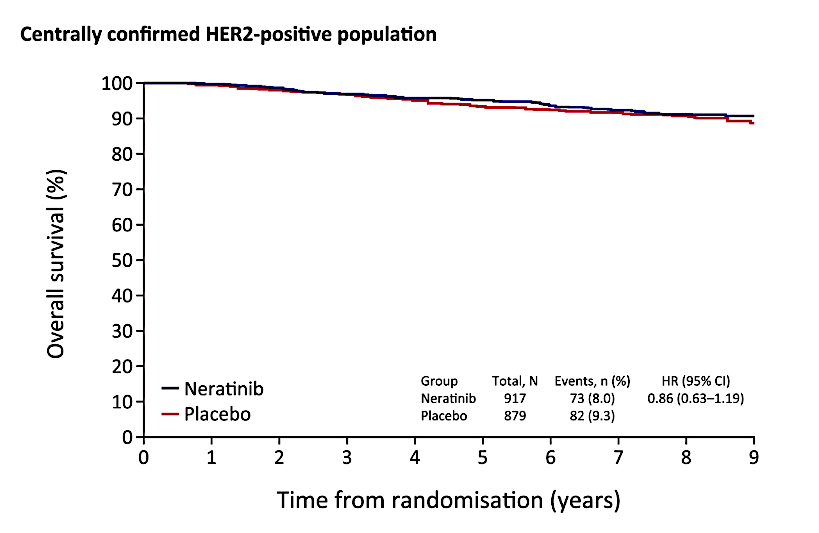 Centrally confirmed HER2-positive population
Overall survival (%)
100
90
80
70
60
50
40
30
20
10
0
Neratinib
Placebo
Group Total, N Events, n (%) HR (95% CI)
Neratinib 917 73 (8.0) 0.86 (0.63–1.19)
Placebo 879 82 (9.3)
0 1 2 3 4 5 6 7 8 9
Time from randomisation (years)